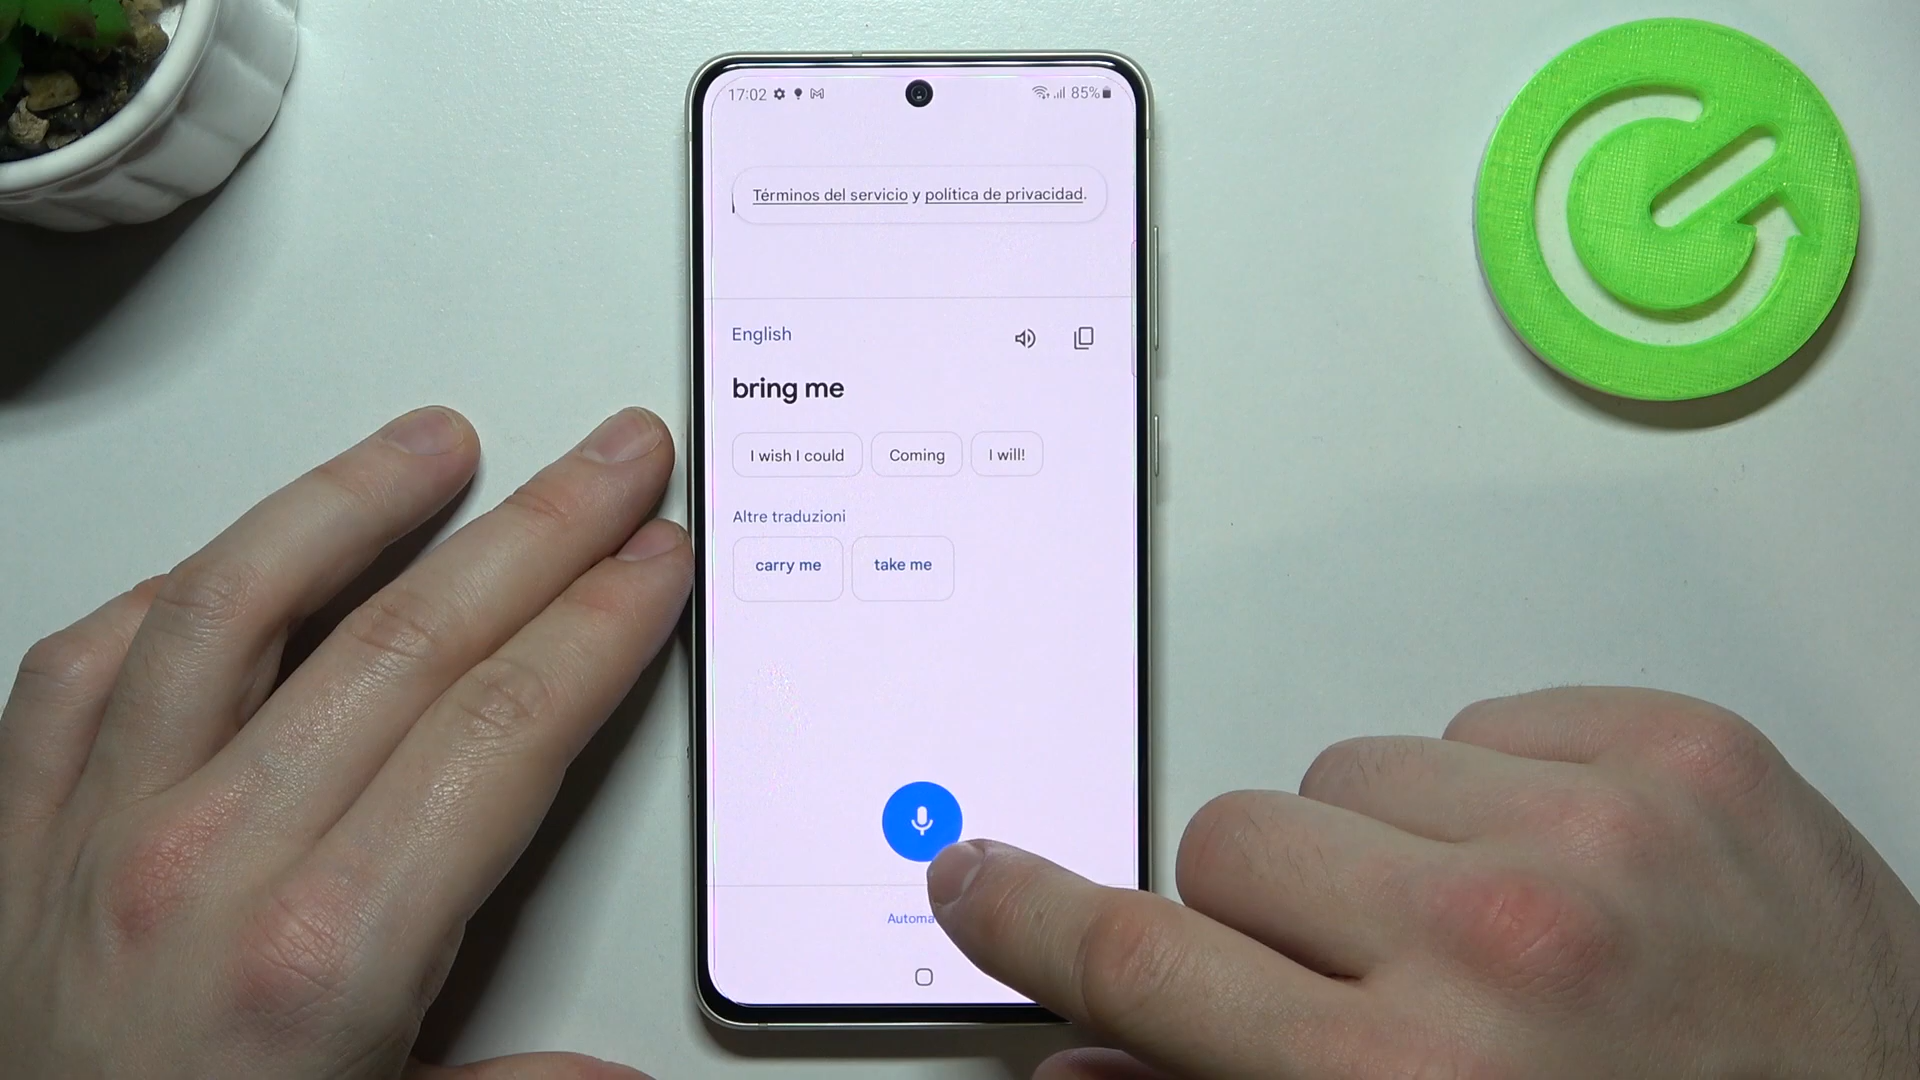 17:02
85%
Términos del servicio y política de privacidad.
English
bring me
I wish I could
Coming
I will!
Altre traduzioni
carry me
take me